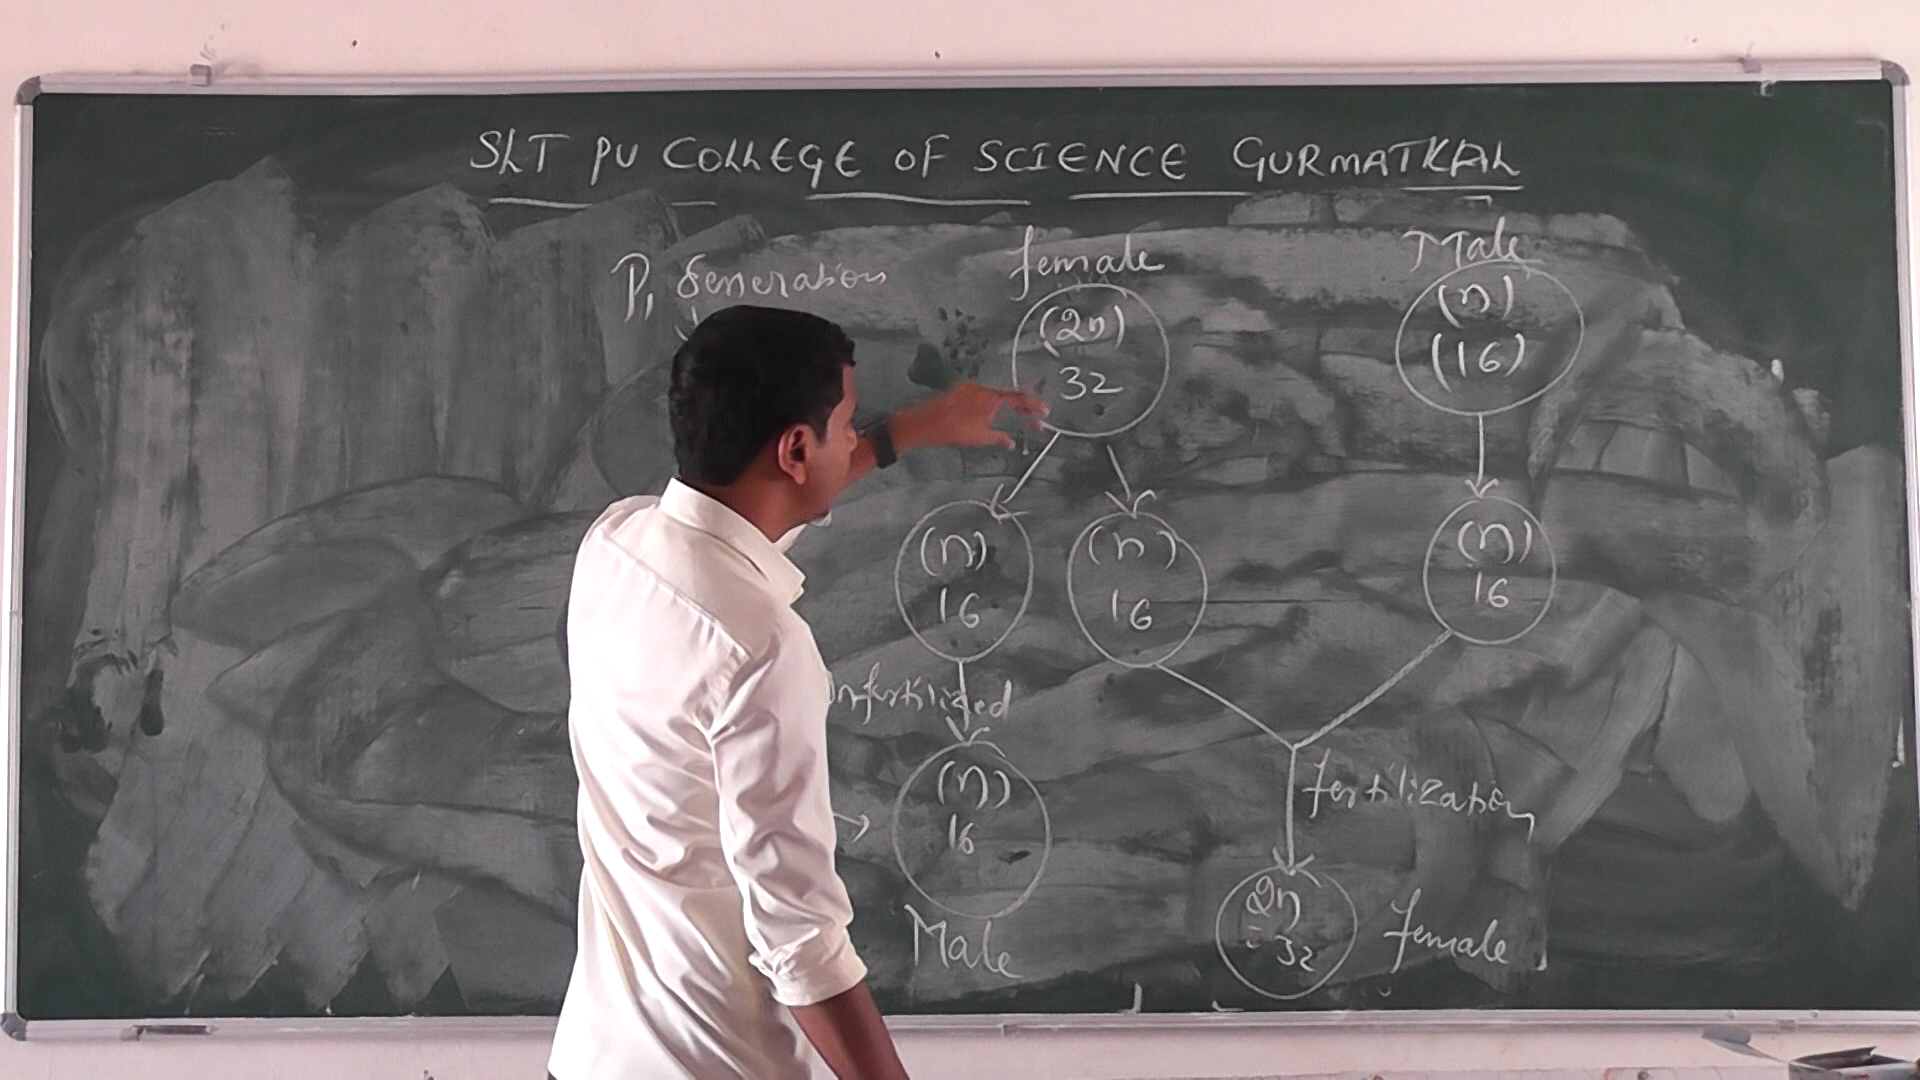 SLT PU COLLEGE OF SCIENCE GURMATKAL
P₁ Generation
female
Male
(2n)
32
(n)
(16)
(n)
16
(n)
16
(n)
16
nfertilized
fertilization
(n)
16
Male
2n
= 32
female